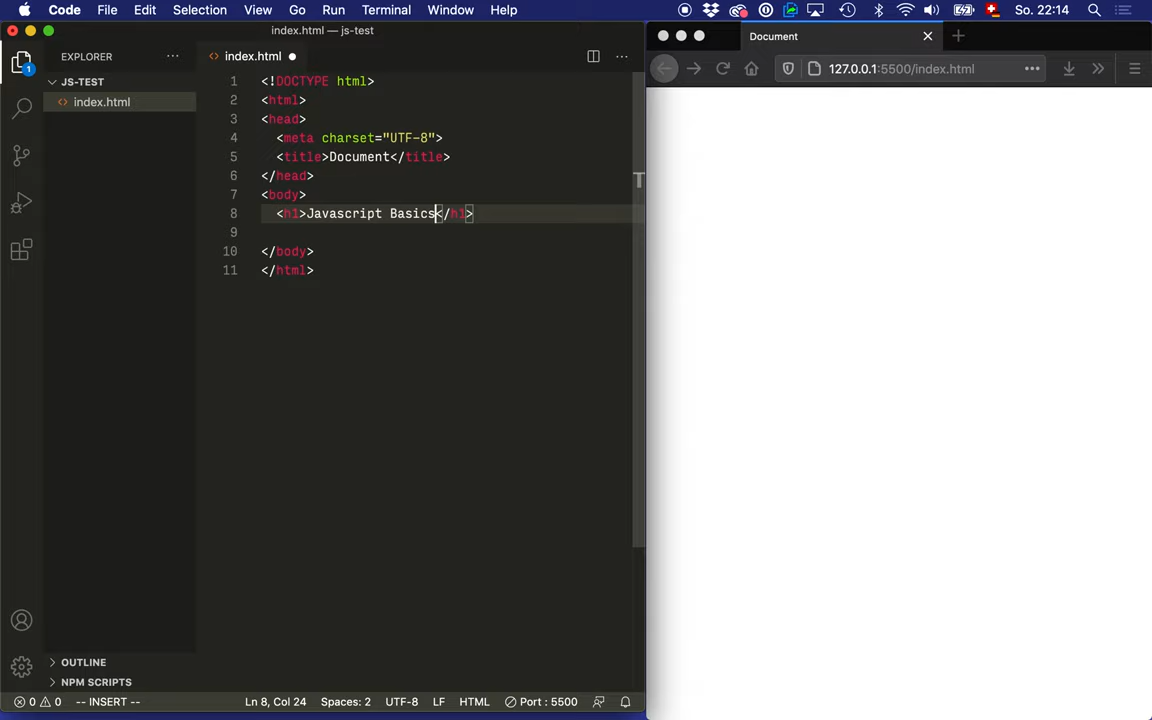 Code File Edit Selection View Go Run Terminal Window Help So. 22:14
index.html — js-test
EXPLORER
index.html
JS-TEST
index.html
1 <!DOCTYPE html>
2 <html>
3 <head>
4 <meta charset="UTF-8">
5 <title>Document</title>
6 </head>
7 <body>
8 <h1>Javascript Basics</h1>
9
10 </body>
11 </html>
1
T
OUTLINE
NPM SCRIPTS
0 0 -- INSERT -- Ln 8, Col 24 Spaces: 2 UTF-8 LF HTML Port : 5500
Document
127.0.0.1:5500/index.html